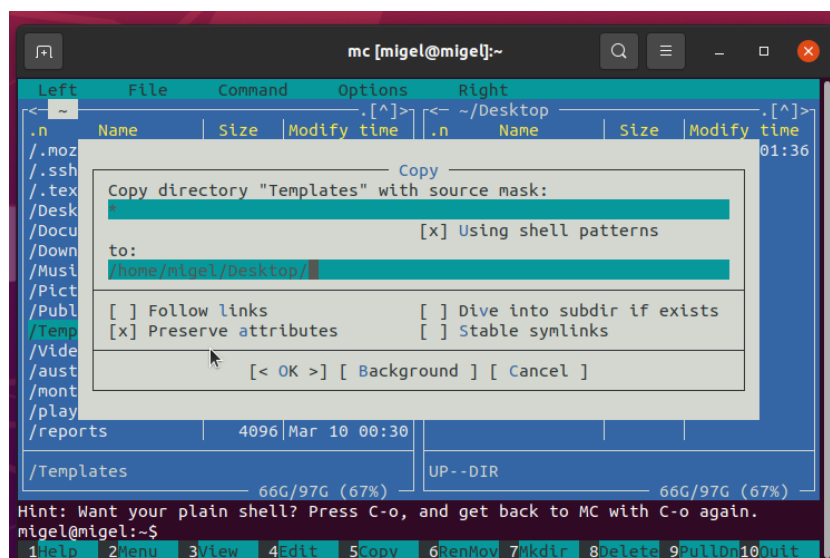 mc [migel@migel]:~
Left File Command Options Right
<─ ~ .[^]> <─ ~/Desktop .[^]>
.n Name Size Modify time .n Name Size Modify time
/.moz 01:36
/.ssh Copy
/.tex Copy directory "Templates" with source mask:
/Desk *
/Docu [x] Using shell patterns
/Down to:
/Musi /home/migel/Desktop/
/Pict
/Publ [ ] Follow links [ ] Dive into subdir if exists
/Temp [x] Preserve attributes [ ] Stable symlinks
/Vide
/aust [< OK >] [ Background ] [ Cancel ]
/mont
/play
/reports 4096 Mar 10 00:30
/Templates UP--DIR
66G/97G (67%) 66G/97G (67%)
Hint: Want your plain shell? Press C-o, and get back to MC with C-o again.
migel@migel:~$
1Help 2Menu 3View 4Edit 5Copy 6RenMov 7Mkdir 8Delete 9PullDn 10Quit